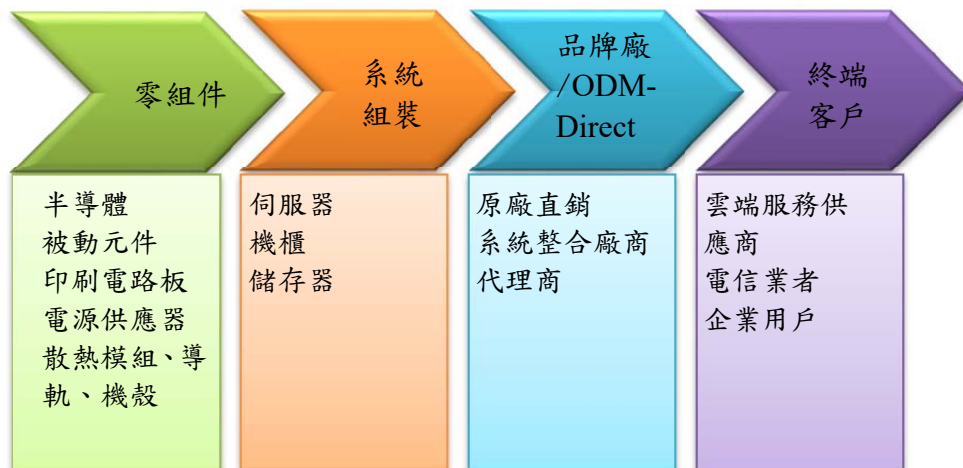 零組件
半導體
被動元件
印刷電路板
電源供應器
散熱模組、導
軌、機殼
系統
組裝
伺服器
機櫃
儲存器
品牌廠
/ODM-
Direct
原廠直銷
系統整合廠商
代理商
終端
客戶
雲端服務供
應商
電信業者
企業用戶